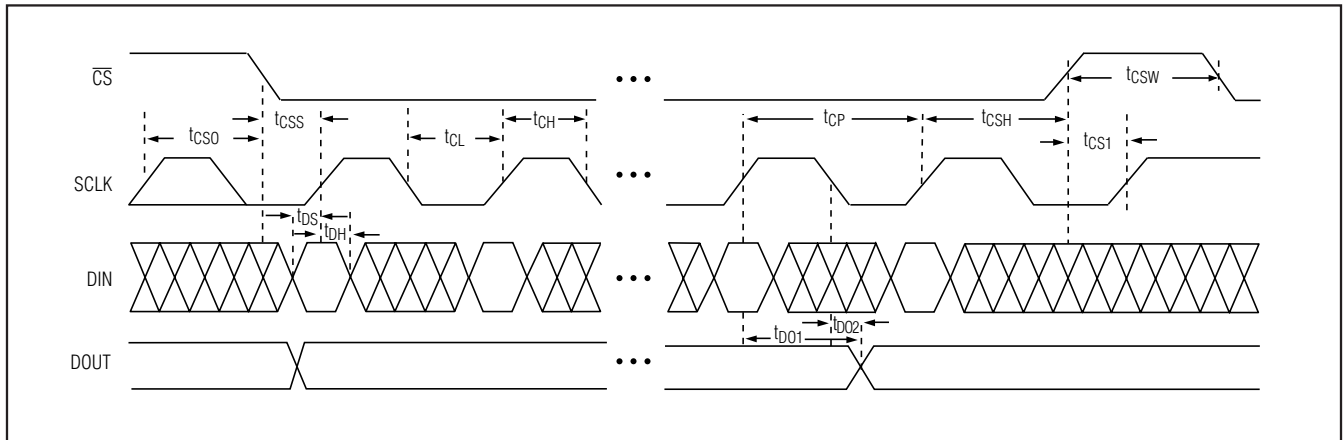 CS
• • •
tCSW
tCSS
tCH
tCSO
tCL
tCP
tCSH
tCS1
SCLK
• • •
tDS
tDH
DIN
• • •
tDO2
tDO1
DOUT
• • •